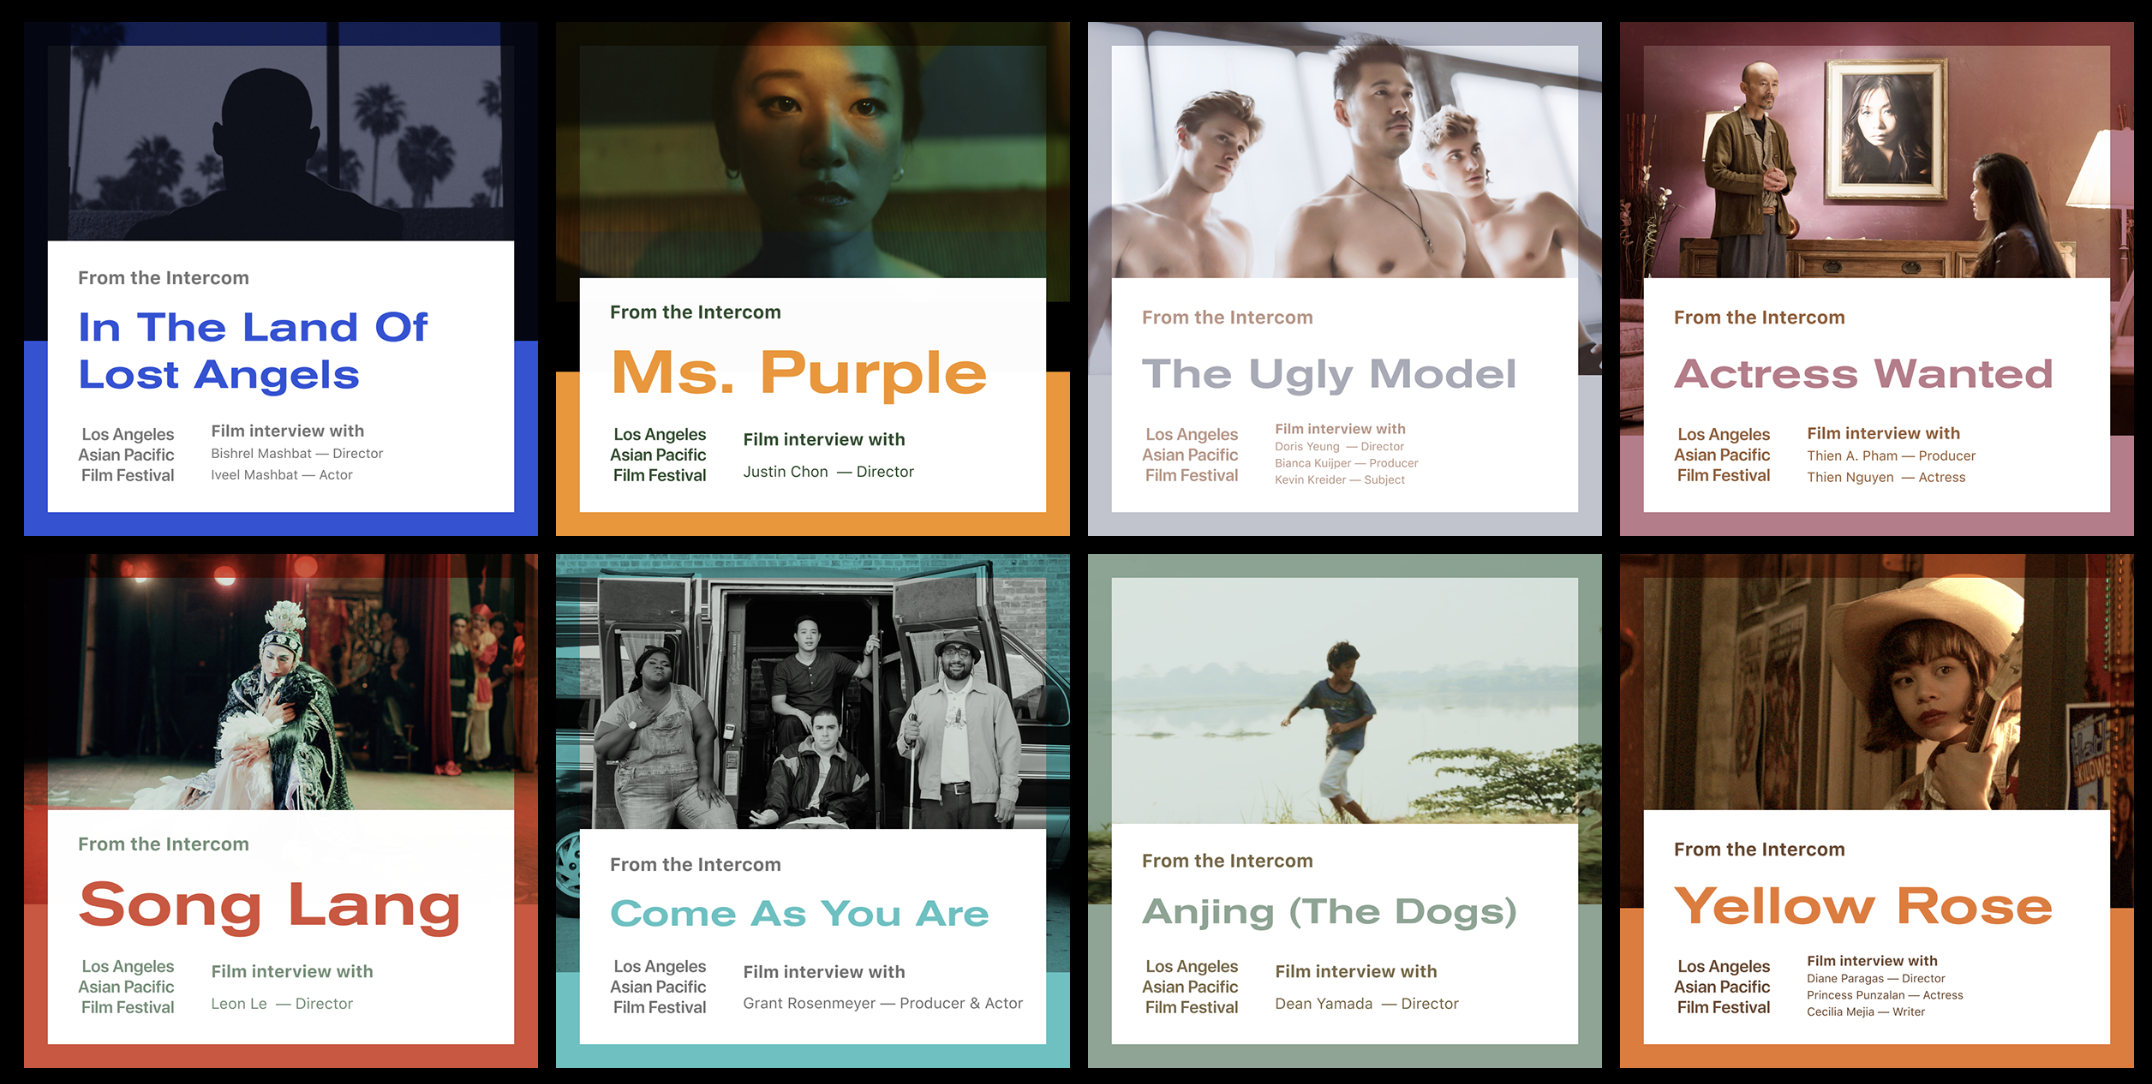 From the Intercom
In The Land Of
Lost Angels
Los Angeles
Asian Pacific
Film Festival
Film interview with
Bishrel Mashbat — Director
Iveel Mashbat — Actor
From the Intercom
Ms. Purple
Los Angeles
Asian Pacific
Film Festival
Film interview with
Justin Chon — Director
From the Intercom
The Ugly Model
Los Angeles
Asian Pacific
Film Festival
Film interview with
Doris Yeung — Director
Bianca Kuijper — Producer
Kevin Kreider — Subject
From the Intercom
Actress Wanted
Los Angeles
Asian Pacific
Film Festival
Film interview with
Thien A. Pham — Producer
Thien Nguyen — Actress
From the Intercom
Song Lang
Los Angeles
Asian Pacific
Film Festival
Film interview with
Leon Le — Director
From the Intercom
Come As You Are
Los Angeles
Asian Pacific
Film Festival
Film interview with
Grant Rosenmeyer — Producer & Actor
From the Intercom
Anjing (The Dogs)
Los Angeles
Asian Pacific
Film Festival
Film interview with
Dean Yamada — Director
From the Intercom
Yellow Rose
Los Angeles
Asian Pacific
Film Festival
Film interview with
Diane Paragas — Director
Princess Punzalan — Actress
Cecilia Mejia — Writer